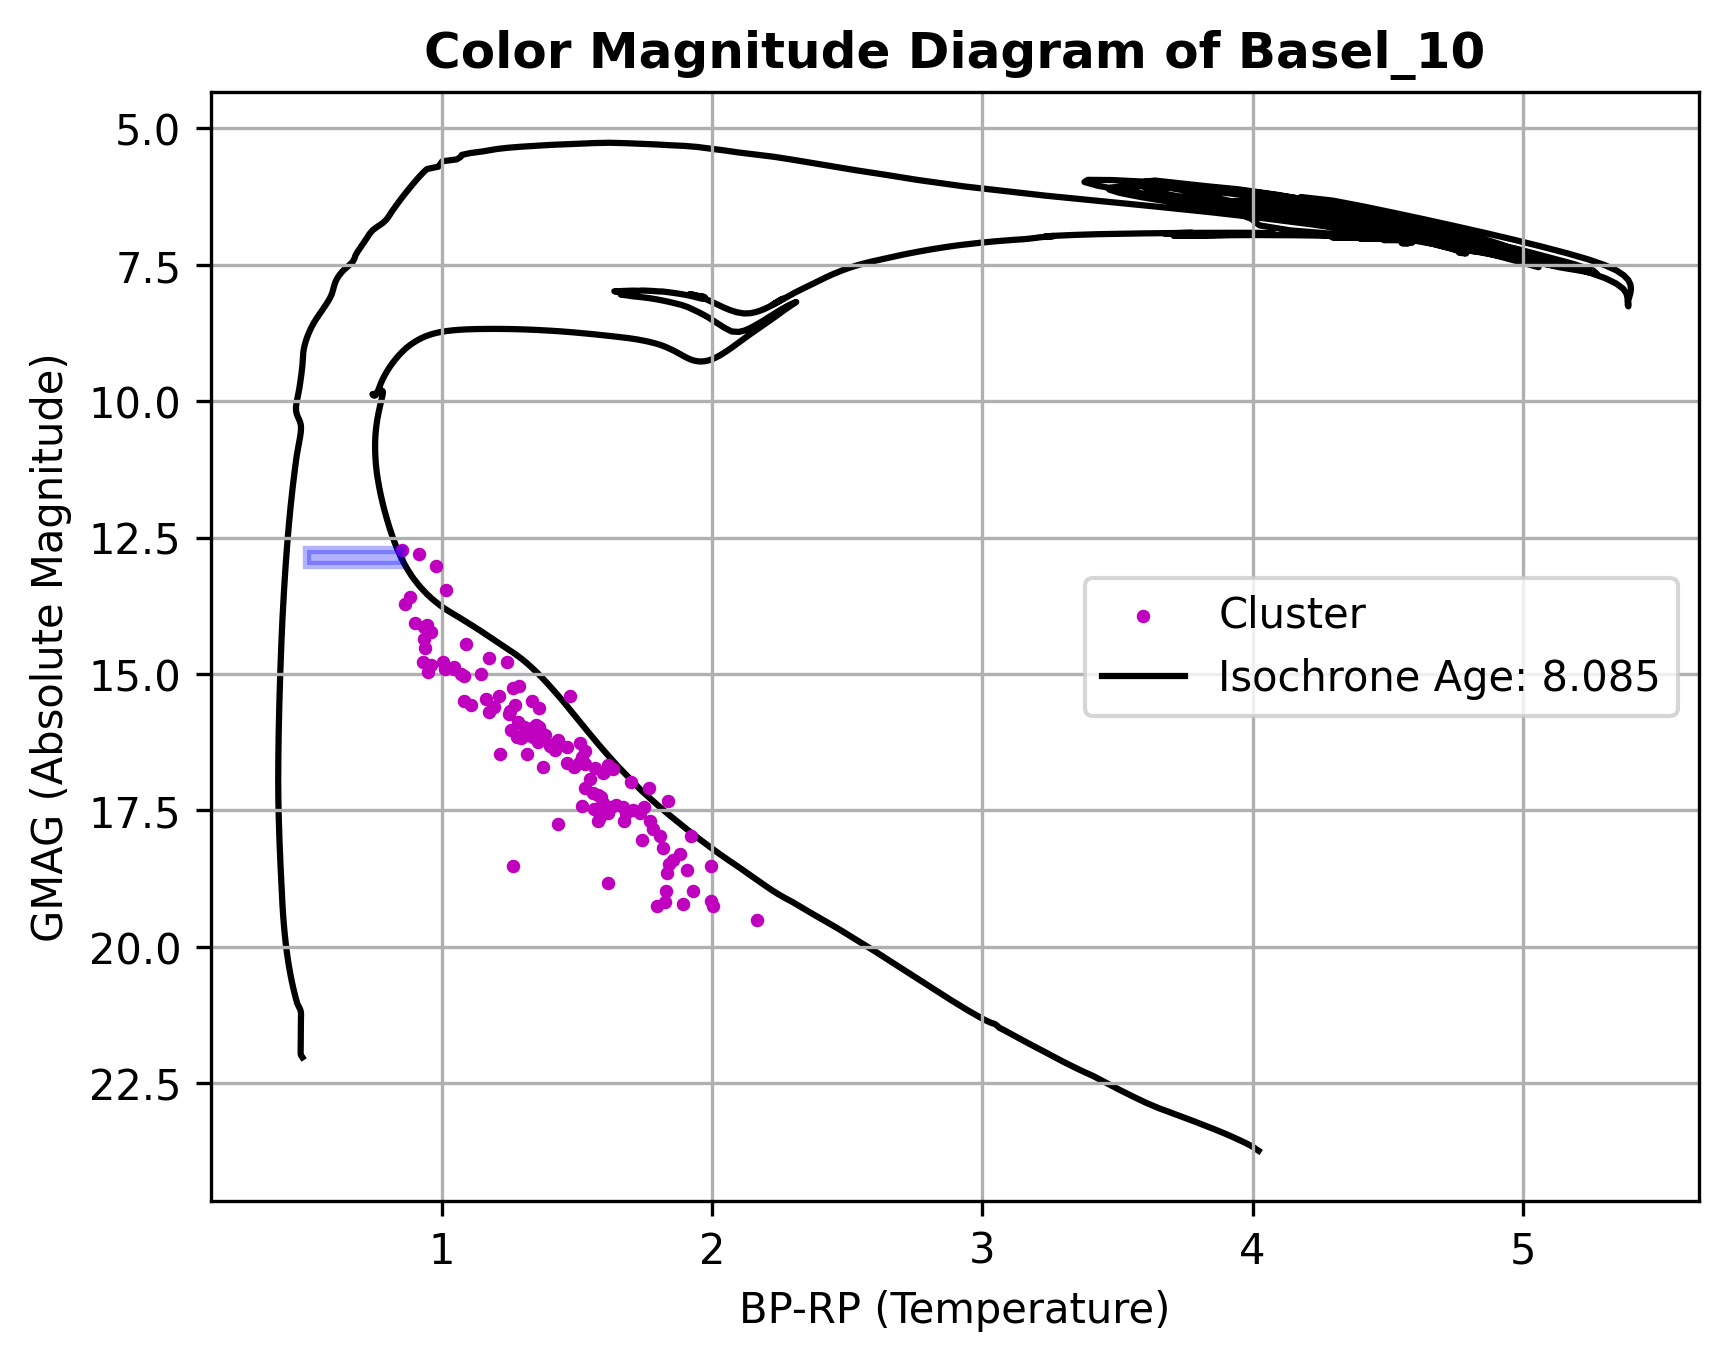 Color Magnitude Diagram of Basel_10
GMAG (Absolute Magnitude)
5.0
7.5
10.0
12.5
15.0
17.5
20.0
22.5
Cluster
Isochrone Age: 8.085
1 2 3 4 5
BP-RP (Temperature)